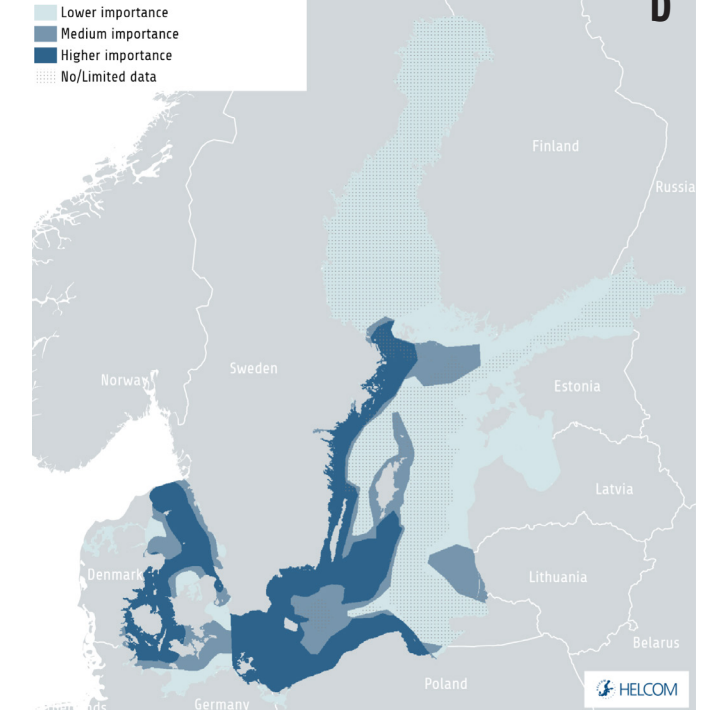 D
Lower importance
Medium importance
Higher importance
No/Limited data
Finland
Russia
Norway
Sweden
Estonia
Latvia
Denmark
Lithuania
Belarus
Poland
Germany
HELCOM